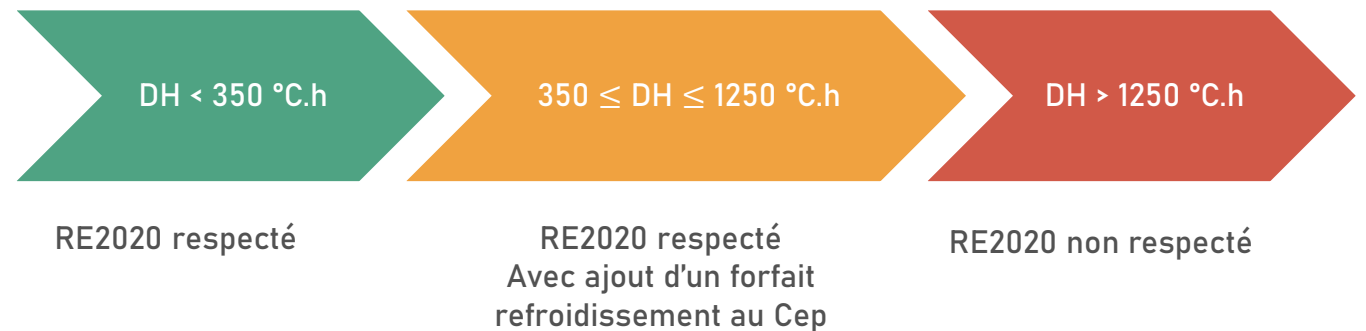 DH < 350 °C.h
350 ≤ DH ≤ 1250 °C.h
DH > 1250 °C.h
RE2020 respecté
RE2020 respecté
Avec ajout d'un forfait
refroidissement au Cep
RE2020 non respecté